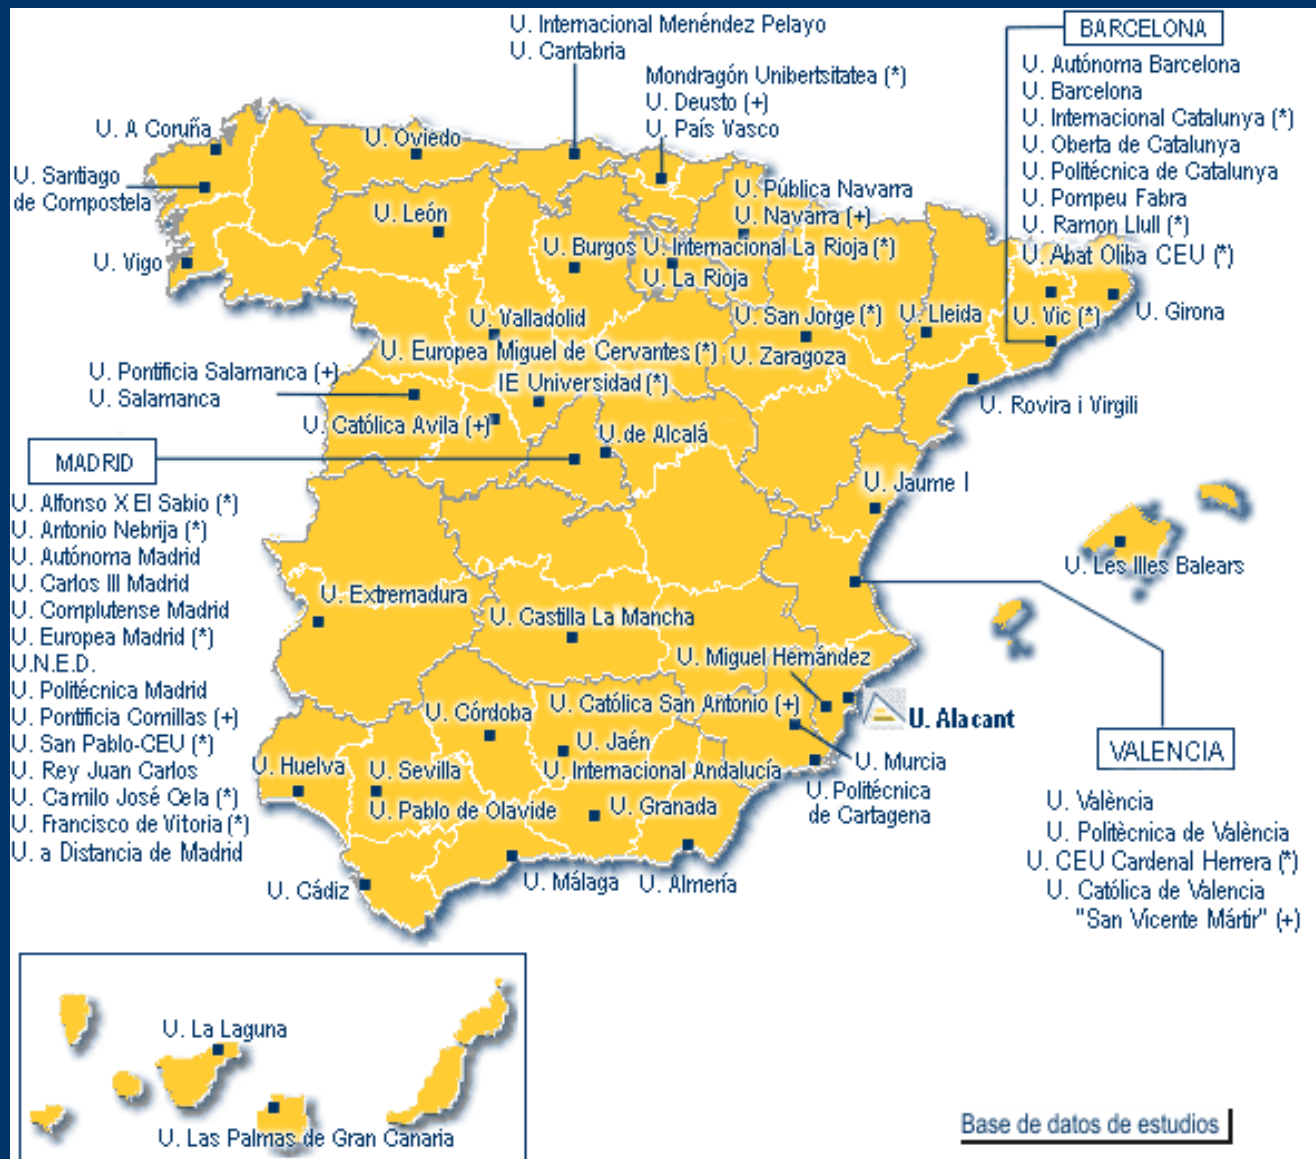 U. Internacional Menéndez Pelayo
U. Cantabria
BARCELONA
U. Autónoma Barcelona
U. Barcelona
U. Internacional Catalunya (*)
U. Oberta de Catalunya
U. Politécnica de Catalunya
U. Pompeu Fabra
U. Ramon Llull (*)
U. Abat Oliba CEU (*)
Mondragón Unibertsitatea (*)
U. Deusto (+)
U. País Vasco
U. A Coruña
U. Oviedo
U. Santiago
de Compostela
U. Pública Navarra
U. Navarra (+)
U. León
U. Burgos
U. Internacional La Rioja (*)
U. La Rioja
U. Vigo
U. Vic (*)
U. Girona
U. Valladolid
U. San Jorge (*)
U. Lleida
U. Europea Miguel de Cervantes (*)
U. Zaragoza
U. Pontificia Salamanca (+)
U. Salamanca
IE Universidad (*)
U. Rovira i Virgili
U. Católica Avila (+)
U.de Alcalá
MADRID
U. Alfonso X El Sabio (*)
U. Antonio Nebrija (*)
U. Autónoma Madrid
U. Carlos III Madrid
U. Complutense Madrid
U. Europea Madrid (*)
U.N.E.D.
U. Politécnica Madrid
U. Pontificia Comillas (+)
U. San Pablo-CEU (*)
U. Rey Juan Carlos
U. Camilo José Cela (*)
U. Francisco de Vitoria (*)
U. a Distancia de Madrid
U. Jaume I
U. Les Illes Balears
U. Extremadura
U. Castilla La Mancha
U. Miguel Hernández
U. Católica San Antonio (+)
U. Alacant
U. Córdoba
U. Jaén
U. Murcia
U. Huelva
U. Sevilla
U. Internacional Andalucía
U. Politécnica
de Cartagena
U. Pablo de Olavide
U. Granada
U. Cádiz
U. Málaga
U. Almería
VALENCIA
U. València
U. Politècnica de València
U. CEU Cardenal Herrera (*)
U. Católica de Valencia
"San Vicente Mártir" (+)
U. La Laguna
U. Las Palmas de Gran Canaria
Base de datos de estudios